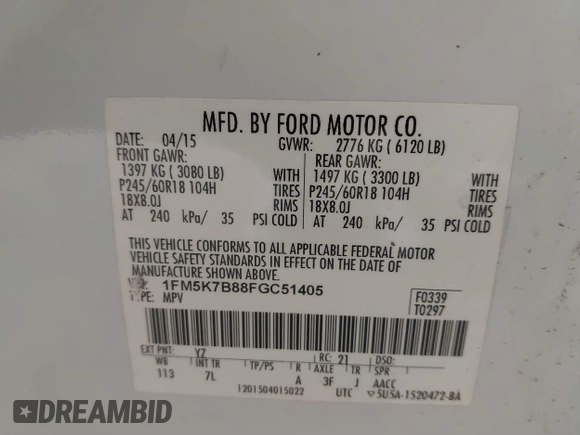 MFD. BY FORD MOTOR CO.
DATE: 04/15 GVWR: 2776 KG ( 6120 LB)
FRONT GAWR: REAR GAWR:
1397 KG ( 3080 LB) WITH 1497 KG ( 3300 LB) WITH
P245/60R18 104H TIRES P245/60R18 104H TIRES
18X8.0J RIMS 18X8.0J RIMS
AT 240 kPa/ 35 PSI COLD AT 240 kPa/ 35 PSI COLD
THIS VEHICLE CONFORMS TO ALL APPLICABLE FEDERAL MOTOR
VEHICLE SAFETY STANDARDS IN EFFECT ON THE DATE OF
MANUFACTURE SHOWN ABOVE.
1FM5K7B88FGC51405
TYPE: MPV
F0339
T0297
EXT PNT: YZ RC: 21 DSO:
WB INT TR TP/PS R AXLE TR SPR
113 7L A 3F J AACC
1201504015022 UTC 5U5A-1520472-BA
IDREAMBID